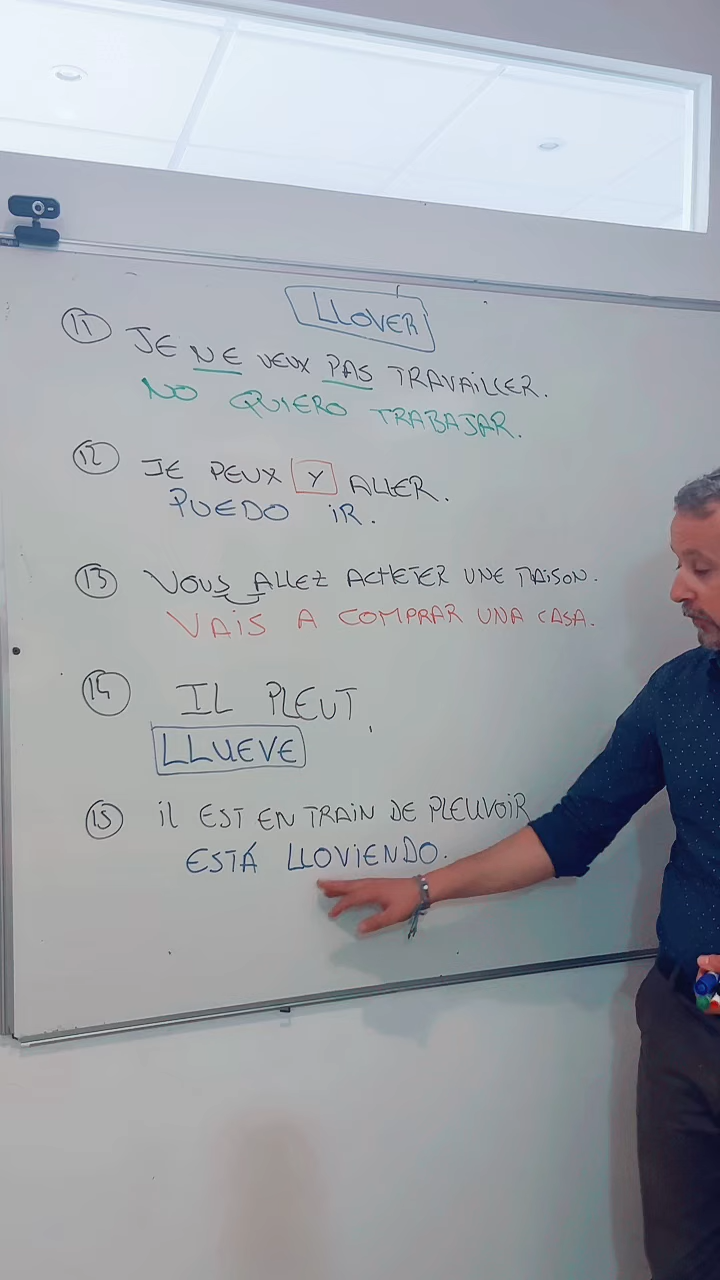 LLOVER
11 JE NE VEUX PAS TRAVAILLER.
NO QUIERO TRABAJAR.
12 JE PEUX Y ALLER.
PUEDO iR.
13 VOUS ALLEZ ACHETER UNE MAiSON.
VAiS A COMPRAR UNA CASA.
14 IL PLEUT.
LLUEVE
15 iL EST EN TRAIN DE PLEUVOiR
ESTÁ LLOViENDO.